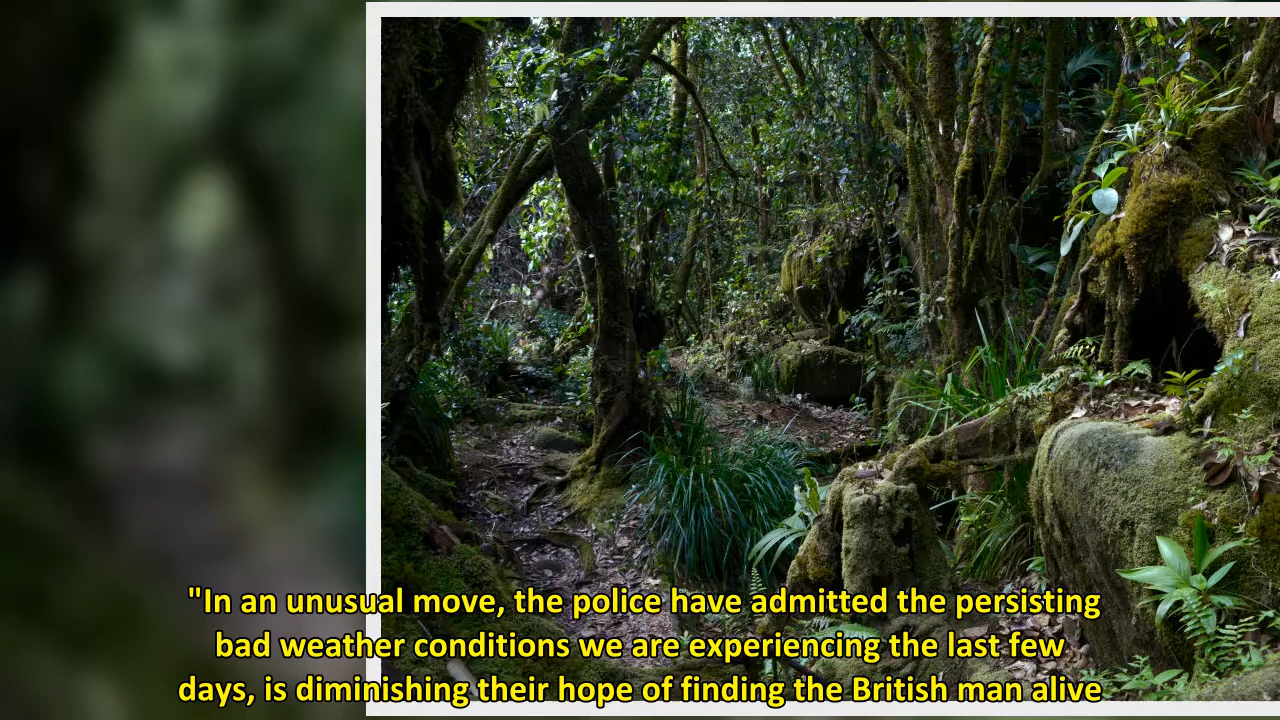 "In an unusual move, the police have admitted the persisting
bad weather conditions we are experiencing the last few
days, is diminishing their hope of finding the British man alive